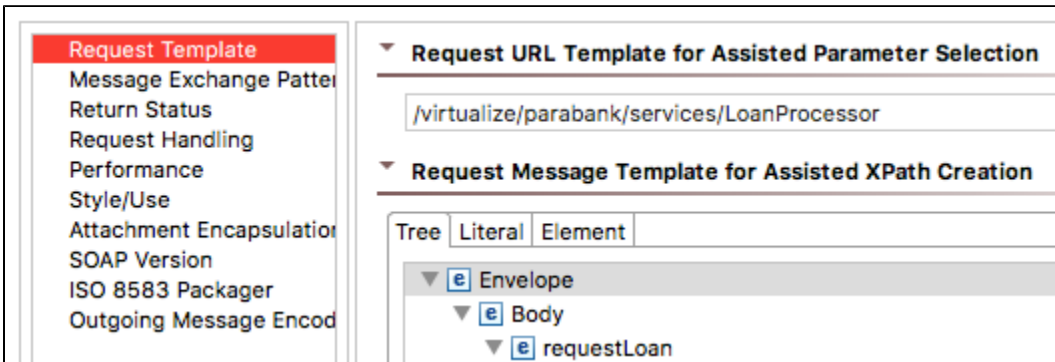 Request Template
Message Exchange Patter
Return Status
Request Handling
Performance
Style/Use
Attachment Encapsulation
SOAP Version
ISO 8583 Packager
Outgoing Message Encod
Request URL Template for Assisted Parameter Selection
/virtualize/parabank/services/LoanProcessor
Request Message Template for Assisted XPath Creation
Tree Literal Element
e Envelope
e Body
e requestLoan